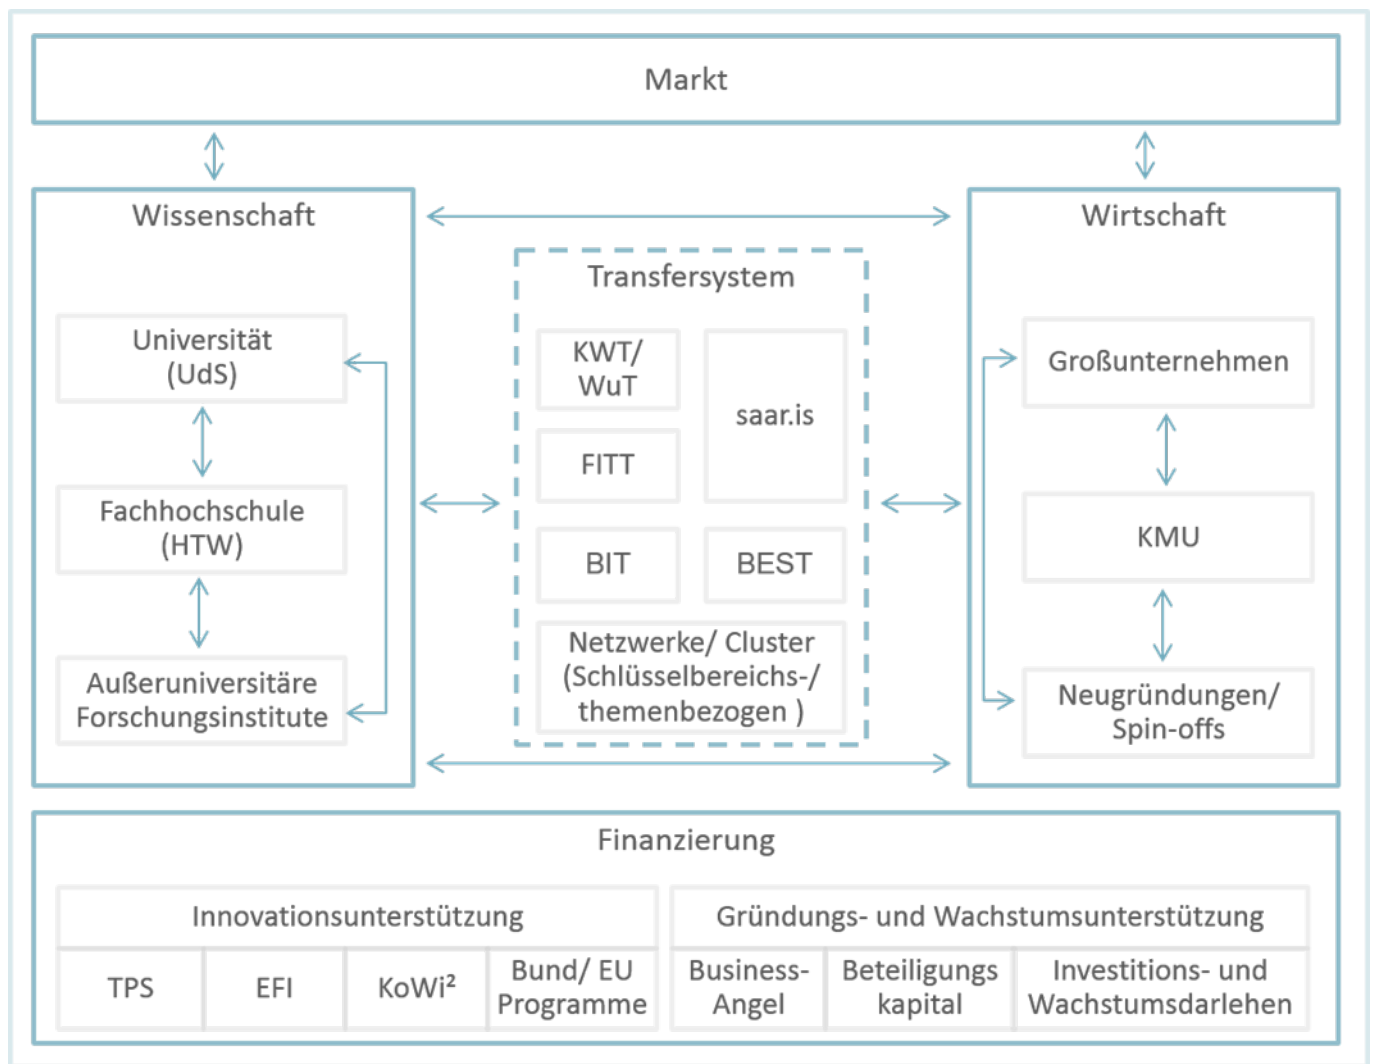 Markt
Wissenschaft
Universität
(UdS)
Fachhochschule
(HTW)
Außeruniversitäre
Forschungsinstitute
Transfersystem
KWT/
WuT
saar.is
FITT
BIT
BEST
Netzwerke/ Cluster
(Schlüsselbereichs-/
themenbezogen )
Wirtschaft
Großunternehmen
KMU
Neugründungen/
Spin-offs
Finanzierung
Innovationsunterstützung
TPS
EFI
KoWi²
Bund/ EU
Programme
Gründungs- und Wachstumsunterstützung
Business-
Angel
Beteiligungs
kapital
Investitions- und
Wachstumsdarlehen